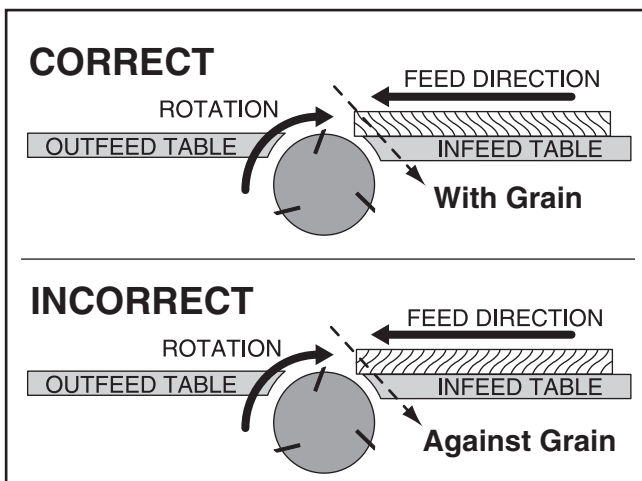 CORRECT
FEED DIRECTION
ROTATION
OUTFEED TABLE
INFEED TABLE
With Grain
INCORRECT
FEED DIRECTION
ROTATION
OUTFEED TABLE
INFEED TABLE
Against Grain